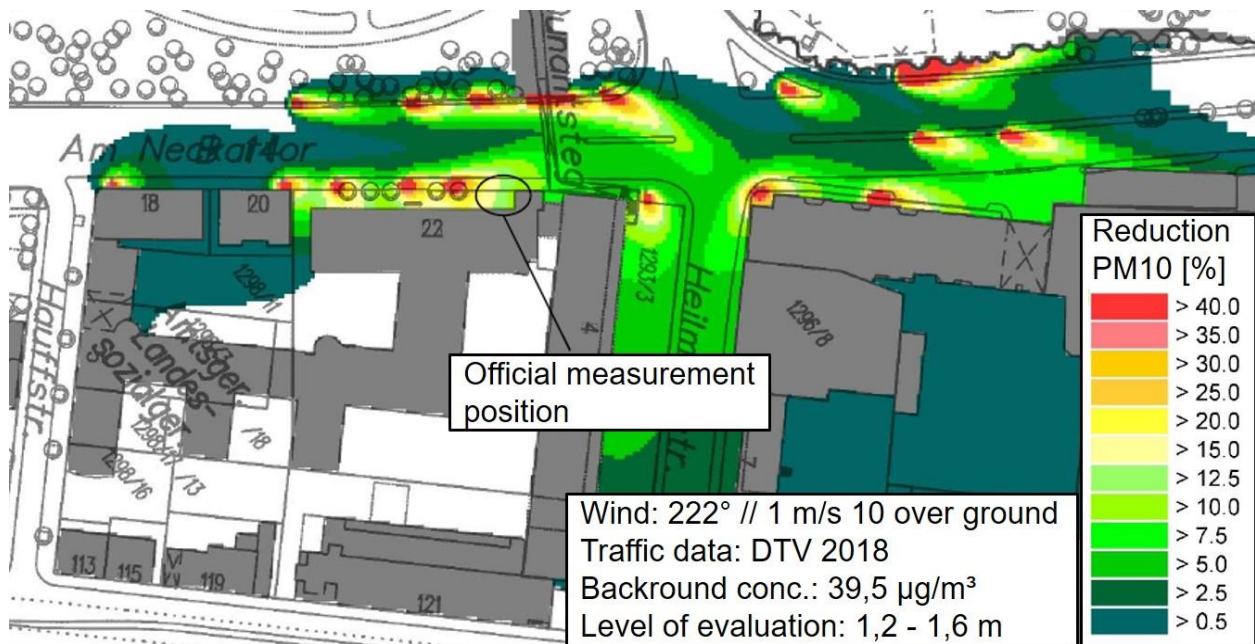 Am Neckartor
B 14
18
20
22
1298/11
Hauffstr.
Amtsger.
Landes-
sozialger.
/18
/13
1298/16
113
115
119
121
4
1293/3
Heilm
str.
7
1296/8
K
Official measurement
position
Wind: 222° // 1 m/s 10 over ground
Traffic data: DTV 2018
Backround conc.: 39,5 µg/m³
Level of evaluation: 1,2 - 1,6 m
Reduction
PM10 [%]
> 40.0
> 35.0
> 30.0
> 25.0
> 20.0
> 15.0
> 12.5
> 10.0
> 7.5
> 5.0
> 2.5
> 0.5